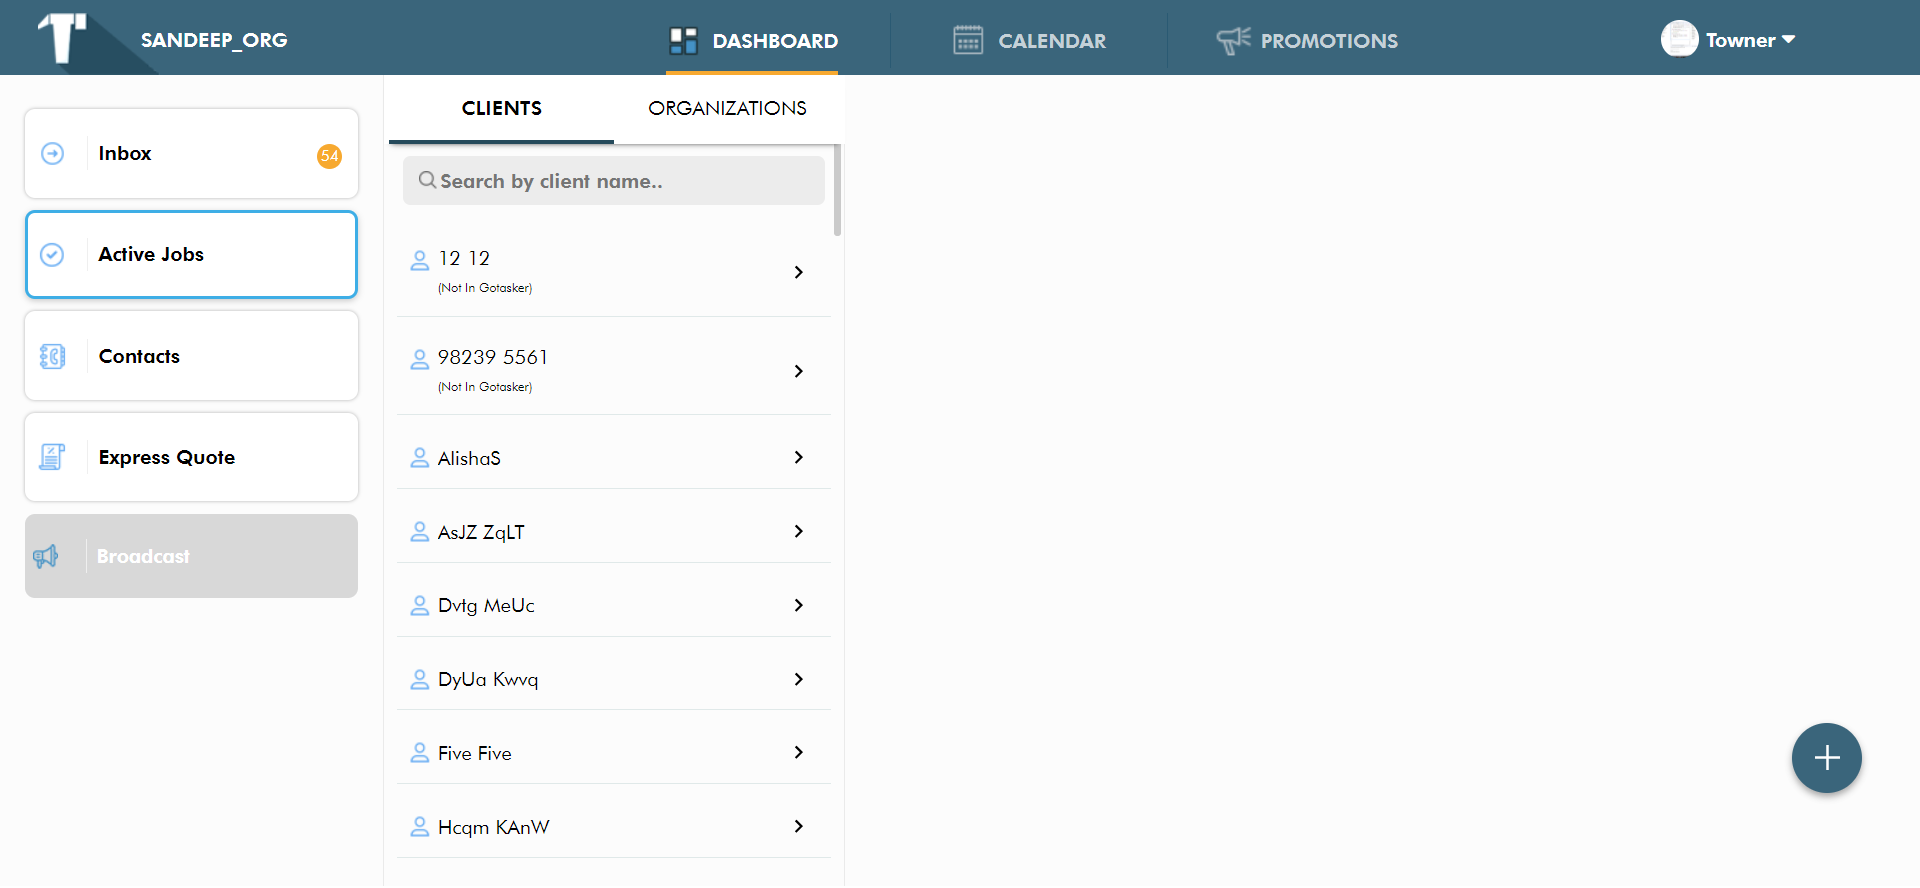 SANDEEP_ORG
DASHBOARD
CALENDAR
PROMOTIONS
Towner
Inbox
54
Active Jobs
Contacts
Express Quote
Broadcast
CLIENTS
ORGANIZATIONS
Search by client name..
12 12
(Not In Gotasker)
98239 5561
(Not In Gotasker)
AlishaS
AsJZ ZqLT
Dvtg MeUc
DyUa Kwvq
Five Five
Hcqm KAnW